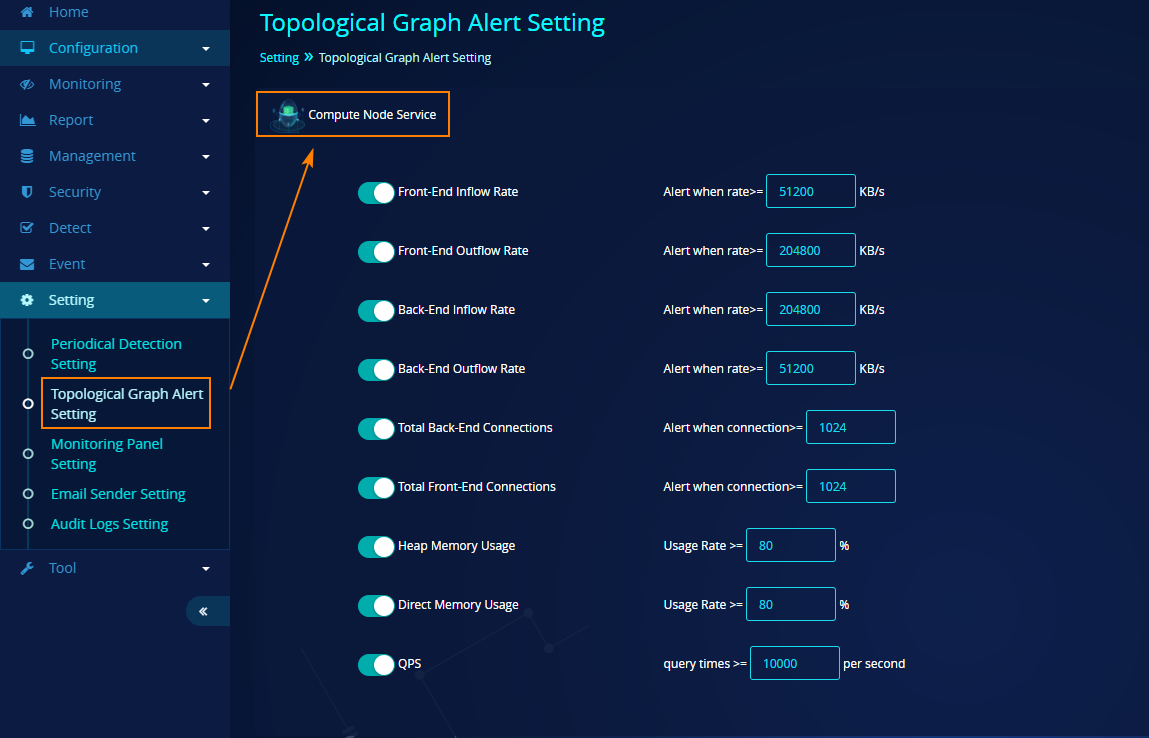 Home
Configuration
Monitoring
Report
Management
Security
Detect
Event
Setting
Periodical Detection
Setting
Topological Graph Alert
Setting
Monitoring Panel
Setting
Email Sender Setting
Audit Logs Setting
Tool
«
Topological Graph Alert Setting
Setting » Topological Graph Alert Setting
Compute Node Service
Front-End Inflow Rate Alert when rate>= 51200 KB/s
Front-End Outflow Rate Alert when rate>= 204800 KB/s
Back-End Inflow Rate Alert when rate>= 204800 KB/s
Back-End Outflow Rate Alert when rate>= 51200 KB/s
Total Back-End Connections Alert when connection>= 1024
Total Front-End Connections Alert when connection>= 1024
Heap Memory Usage Usage Rate >= 80 %
Direct Memory Usage Usage Rate >= 80 %
QPS query times >= 10000 per second